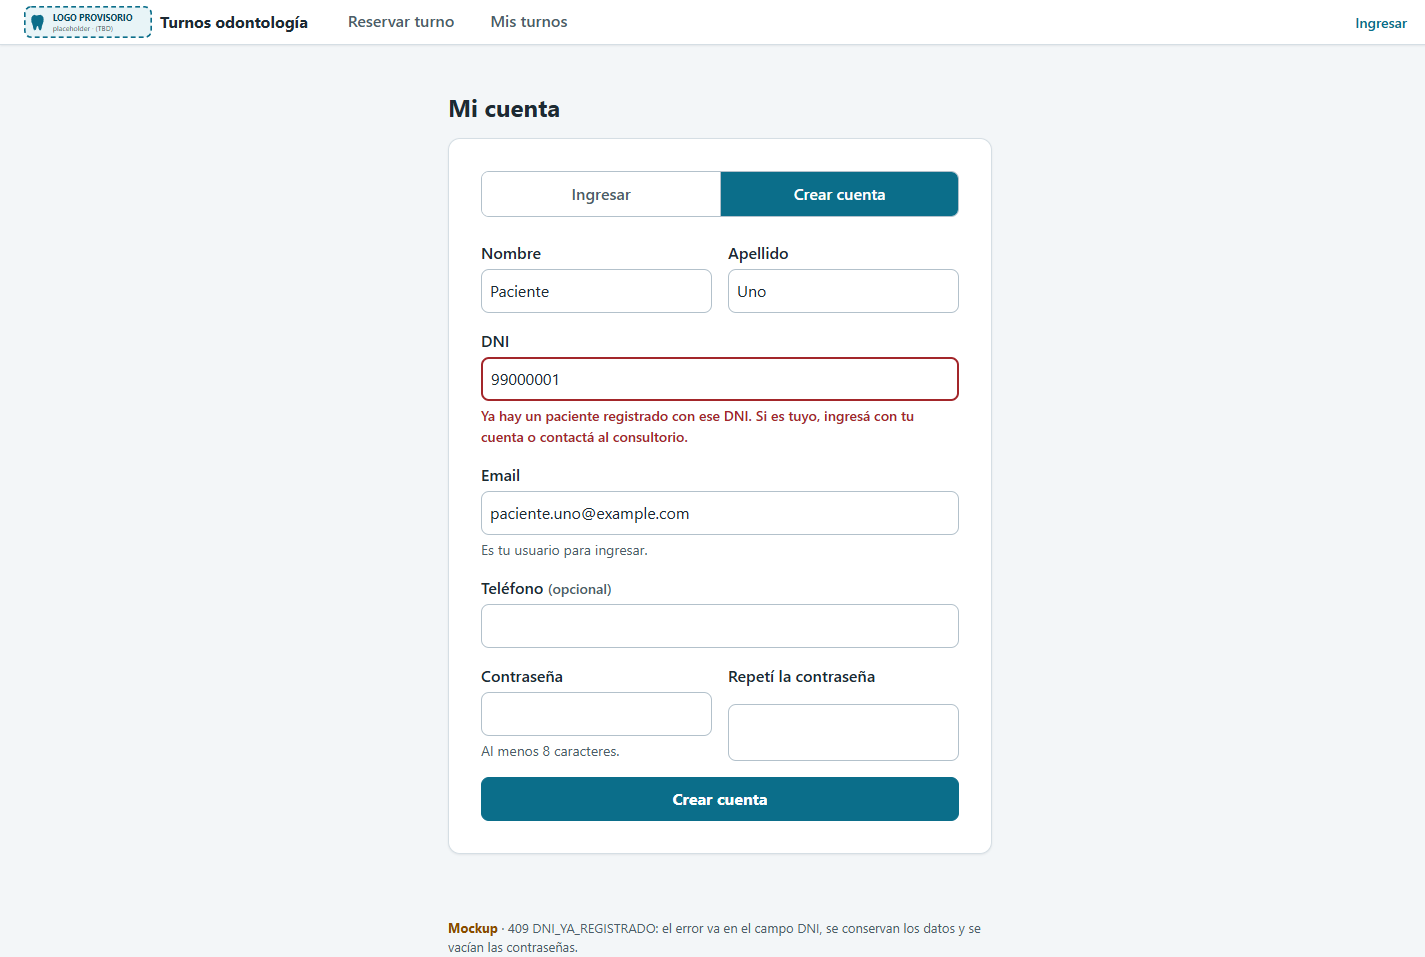 LOGO PROVISORIO
placeholder · (TBD)
Turnos odontología
Reservar turno
Mis turnos
Ingresar
Mi cuenta
Ingresar
Crear cuenta
Nombre
Apellido
Paciente
Uno
DNI
99000001
Ya hay un paciente registrado con ese DNI. Si es tuyo, ingresá con tu
cuenta o contactá al consultorio.
Email
paciente.uno@example.com
Es tu usuario para ingresar.
Teléfono (opcional)
Contraseña
Repetí la contraseña
Al menos 8 caracteres.
Crear cuenta
Mockup · 409 DNI_YA_REGISTRADO: el error va en el campo DNI, se conservan los datos y se
vacían las contraseñas.